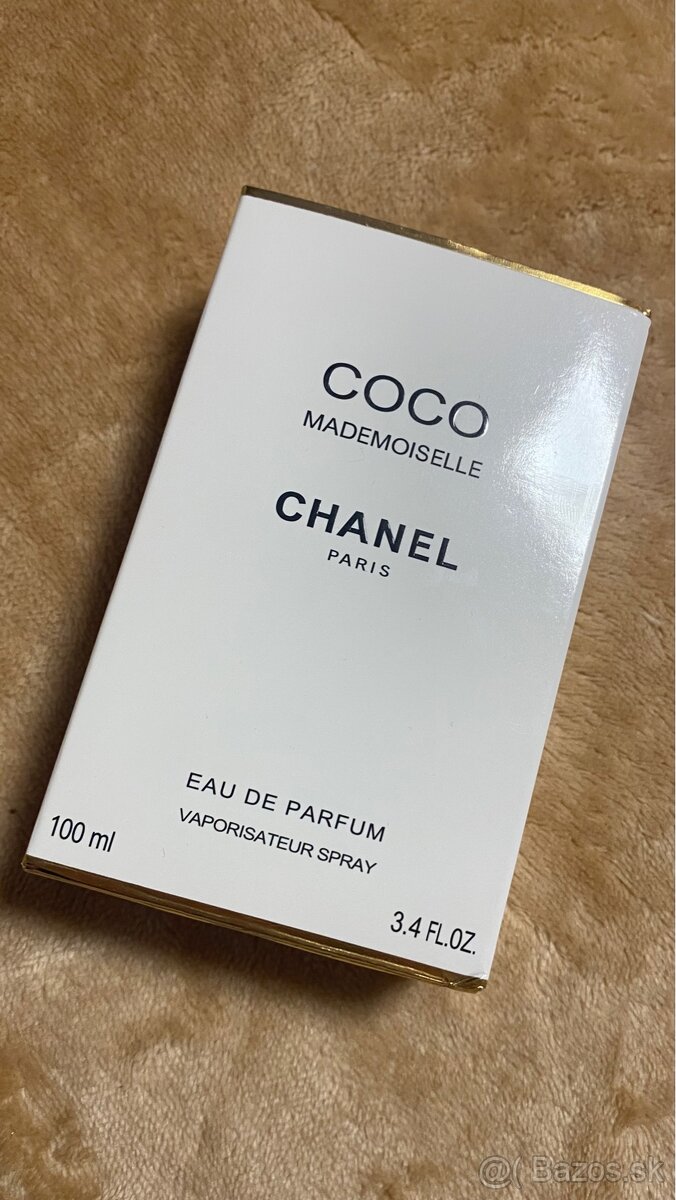 COCO
MADEMOISELLE
CHANEL
PARIS
EAU DE PARFUM
VAPORISATEUR SPRAY
100 ml
3.4 FL.OZ.
@( Bazos.sk